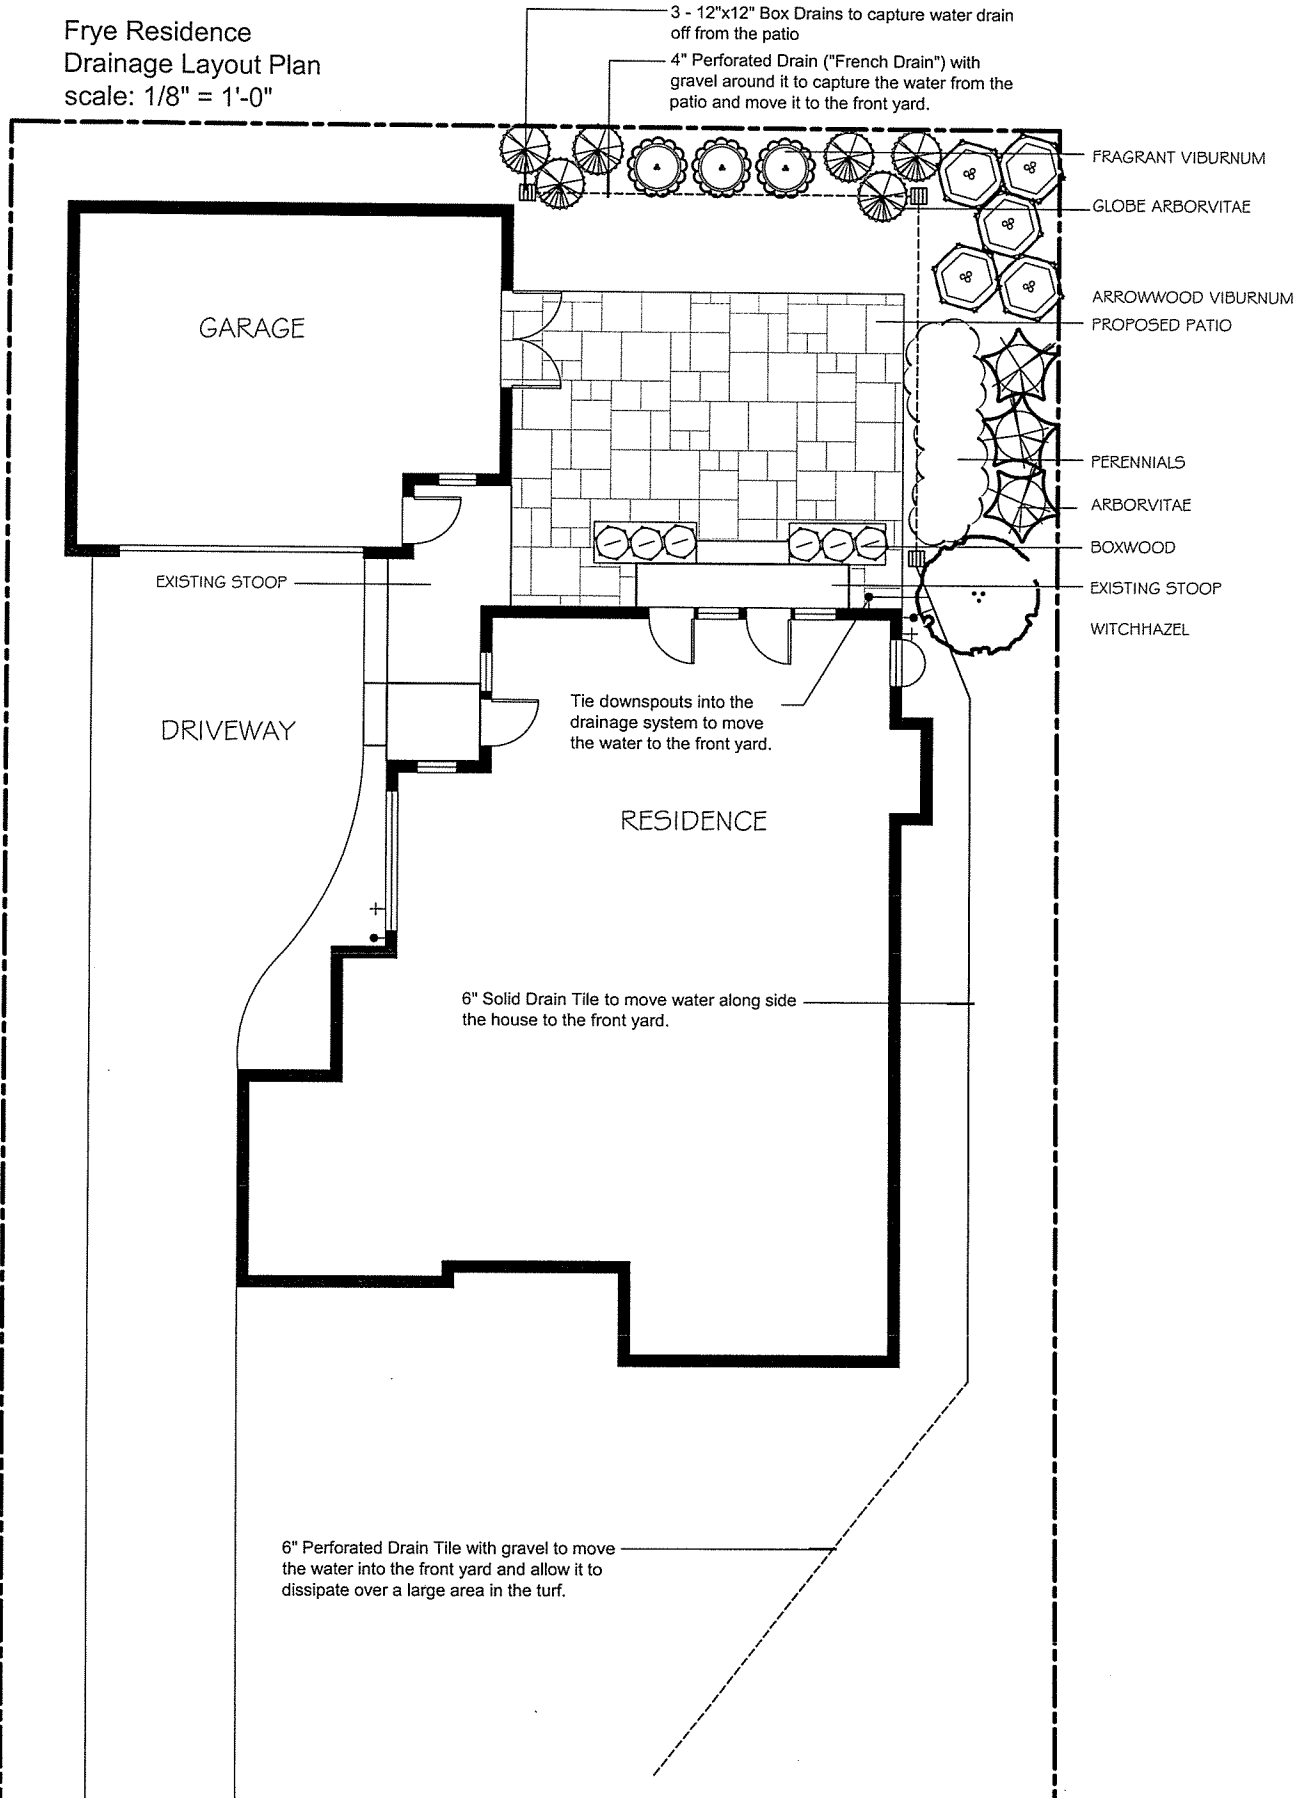 Frye Residence
Drainage Layout Plan
scale: 1/8" = 1'-0"
3 - 12"x12" Box Drains to capture water drain
off from the patio
4" Perforated Drain ("French Drain") with
gravel around it to capture the water from the
patio and move it to the front yard.
FRAGRANT VIBURNUM
GLOBE ARBORVITAE
ARROWWOOD VIBURNUM
PROPOSED PATIO
GARAGE
PERENNIALS
ARBORVITAE
BOXWOOD
EXISTING STOOP
EXISTING STOOP
WITCHHAZEL
Tie downspouts into the
drainage system to move
the water to the front yard.
DRIVEWAY
RESIDENCE
6" Solid Drain Tile to move water along side
the house to the front yard.
6" Perforated Drain Tile with gravel to move
the water into the front yard and allow it to
dissipate over a large area in the turf.